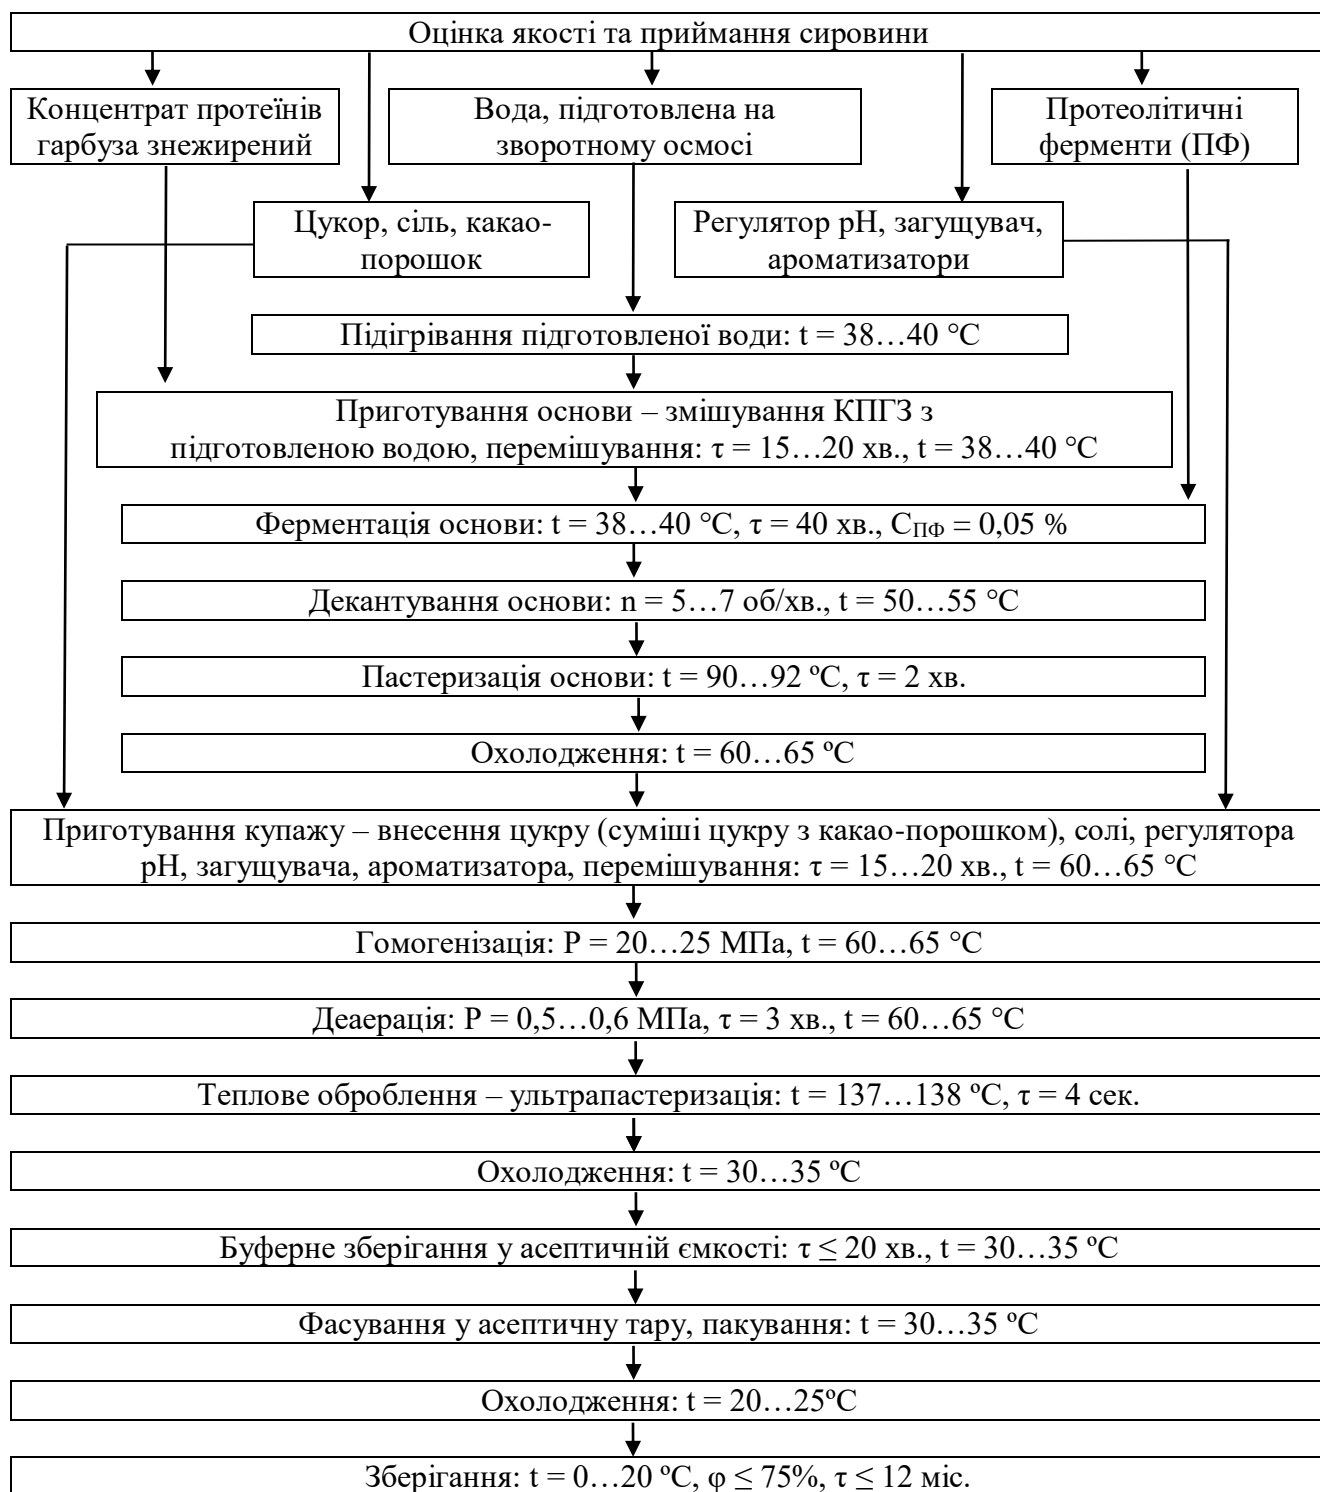 Оцінка якості та приймання сировини
Концентрат протеїнів
гарбуза знежирений
Вода, підготовлена на
зворотному осмосі
Протеолітичні
ферменти (ПФ)
Цукор, сіль, какао-
порошок
Регулятор рН, загущувач,
ароматизатори
Підігрівання підготовленої води: t = 38…40 °С
Приготування основи – змішування КПГЗ з
підготовленою водою, перемішування: τ = 15…20 хв., t = 38…40 °С
Ферментація основи: t = 38…40 °С, τ = 40 хв., СПФ = 0,05 %
Декантування основи: n = 5…7 об/хв., t = 50…55 °С
Пастеризація основи: t = 90…92 ºС, τ = 2 хв.
Охолодження: t = 60…65 ºС
Приготування купажу – внесення цукру (суміші цукру з какао-порошком), солі, регулятора
рН, загущувача, ароматизатора, перемішування: τ = 15…20 хв., t = 60…65 °С
Гомогенізація: Р = 20…25 МПа, t = 60…65 °С
Деаерація: Р = 0,5…0,6 МПа, τ = 3 хв., t = 60…65 °С
Теплове оброблення – ультрапастеризація: t = 137…138 ºС, τ = 4 сек.
Охолодження: t = 30…35 ºС
Буферне зберігання у асептичній ємкості: τ ≤ 20 хв., t = 30…35 ºС
Фасування у асептичну тару, пакування: t = 30…35 ºС
Охолодження: t = 20…25ºС
Зберігання: t = 0…20 ºС, φ ≤ 75%, τ ≤ 12 міс.